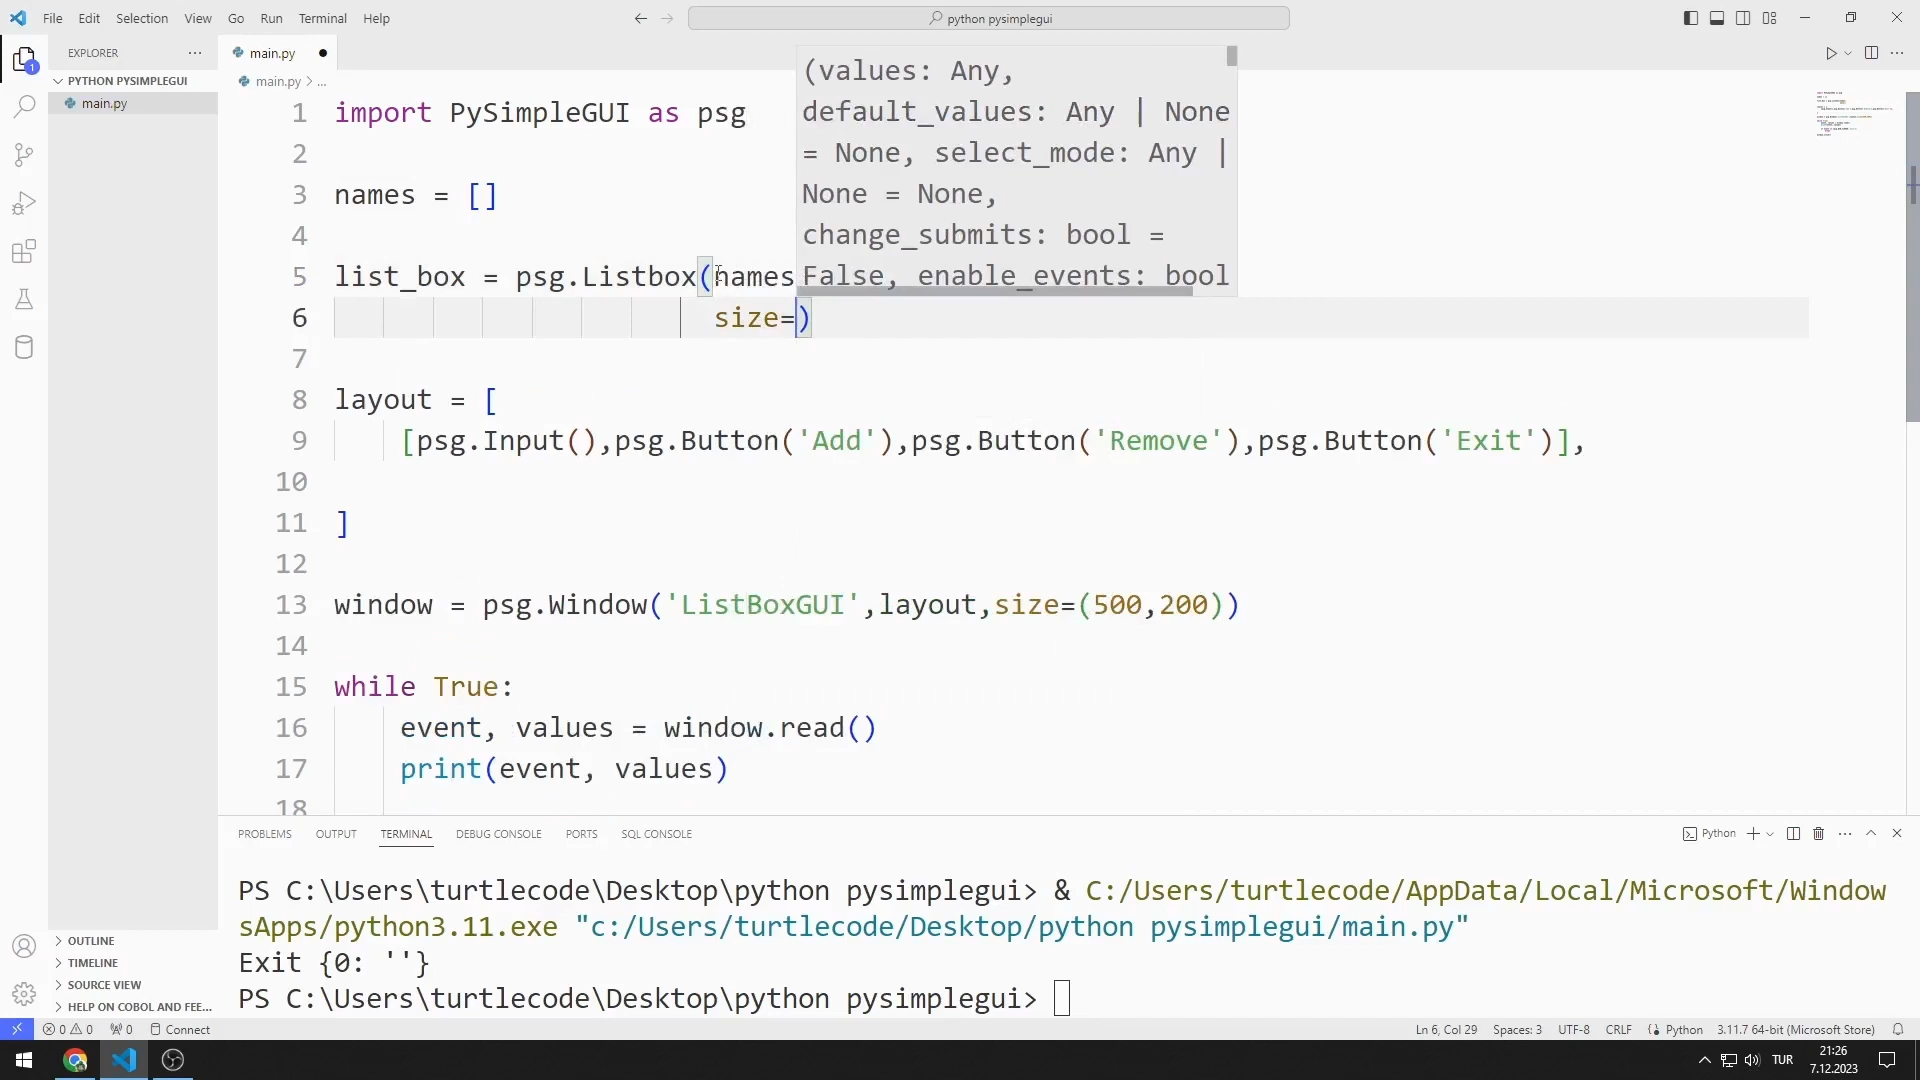 File Edit Selection View Go Run Terminal Help
python pysimplegui
EXPLORER
PYTHON PYSIMPLEGUI
main.py
main.py
main.py > ...
1 import PySimpleGUI as psg
2
3 names = []
4
5 list_box = psg.Listbox(names
6 size=)
7
8 layout = [
9 [psg.Input(),psg.Button('Add'),psg.Button('Remove'),psg.Button('Exit')],
10
11 ]
12
13 window = psg.Window('ListBoxGUI',layout,size=(500,200))
14
15 while True:
16 event, values = window.read()
17 print(event, values)
18
(values: Any,
default_values: Any | None
= None, select_mode: Any |
None = None,
change_submits: bool =
False, enable_events: bool
PROBLEMS OUTPUT TERMINAL DEBUG CONSOLE PORTS SQL CONSOLE
Python
PS C:\Users\turtlecode\Desktop\python pysimplegui> & C:/Users/turtlecode/AppData/Local/Microsoft/Window
sApps/python3.11.exe "c:/Users/turtlecode/Desktop/python pysimplegui/main.py"
Exit {0: ''}
PS C:\Users\turtlecode\Desktop\python pysimplegui>
OUTLINE
TIMELINE
SOURCE VIEW
HELP ON COBOL AND FEE...
1
0 0 0 Connect
Ln 6, Col 29 Spaces: 3 UTF-8 CRLF Python 3.11.7 64-bit (Microsoft Store)
TUR
21:26
7.12.2023